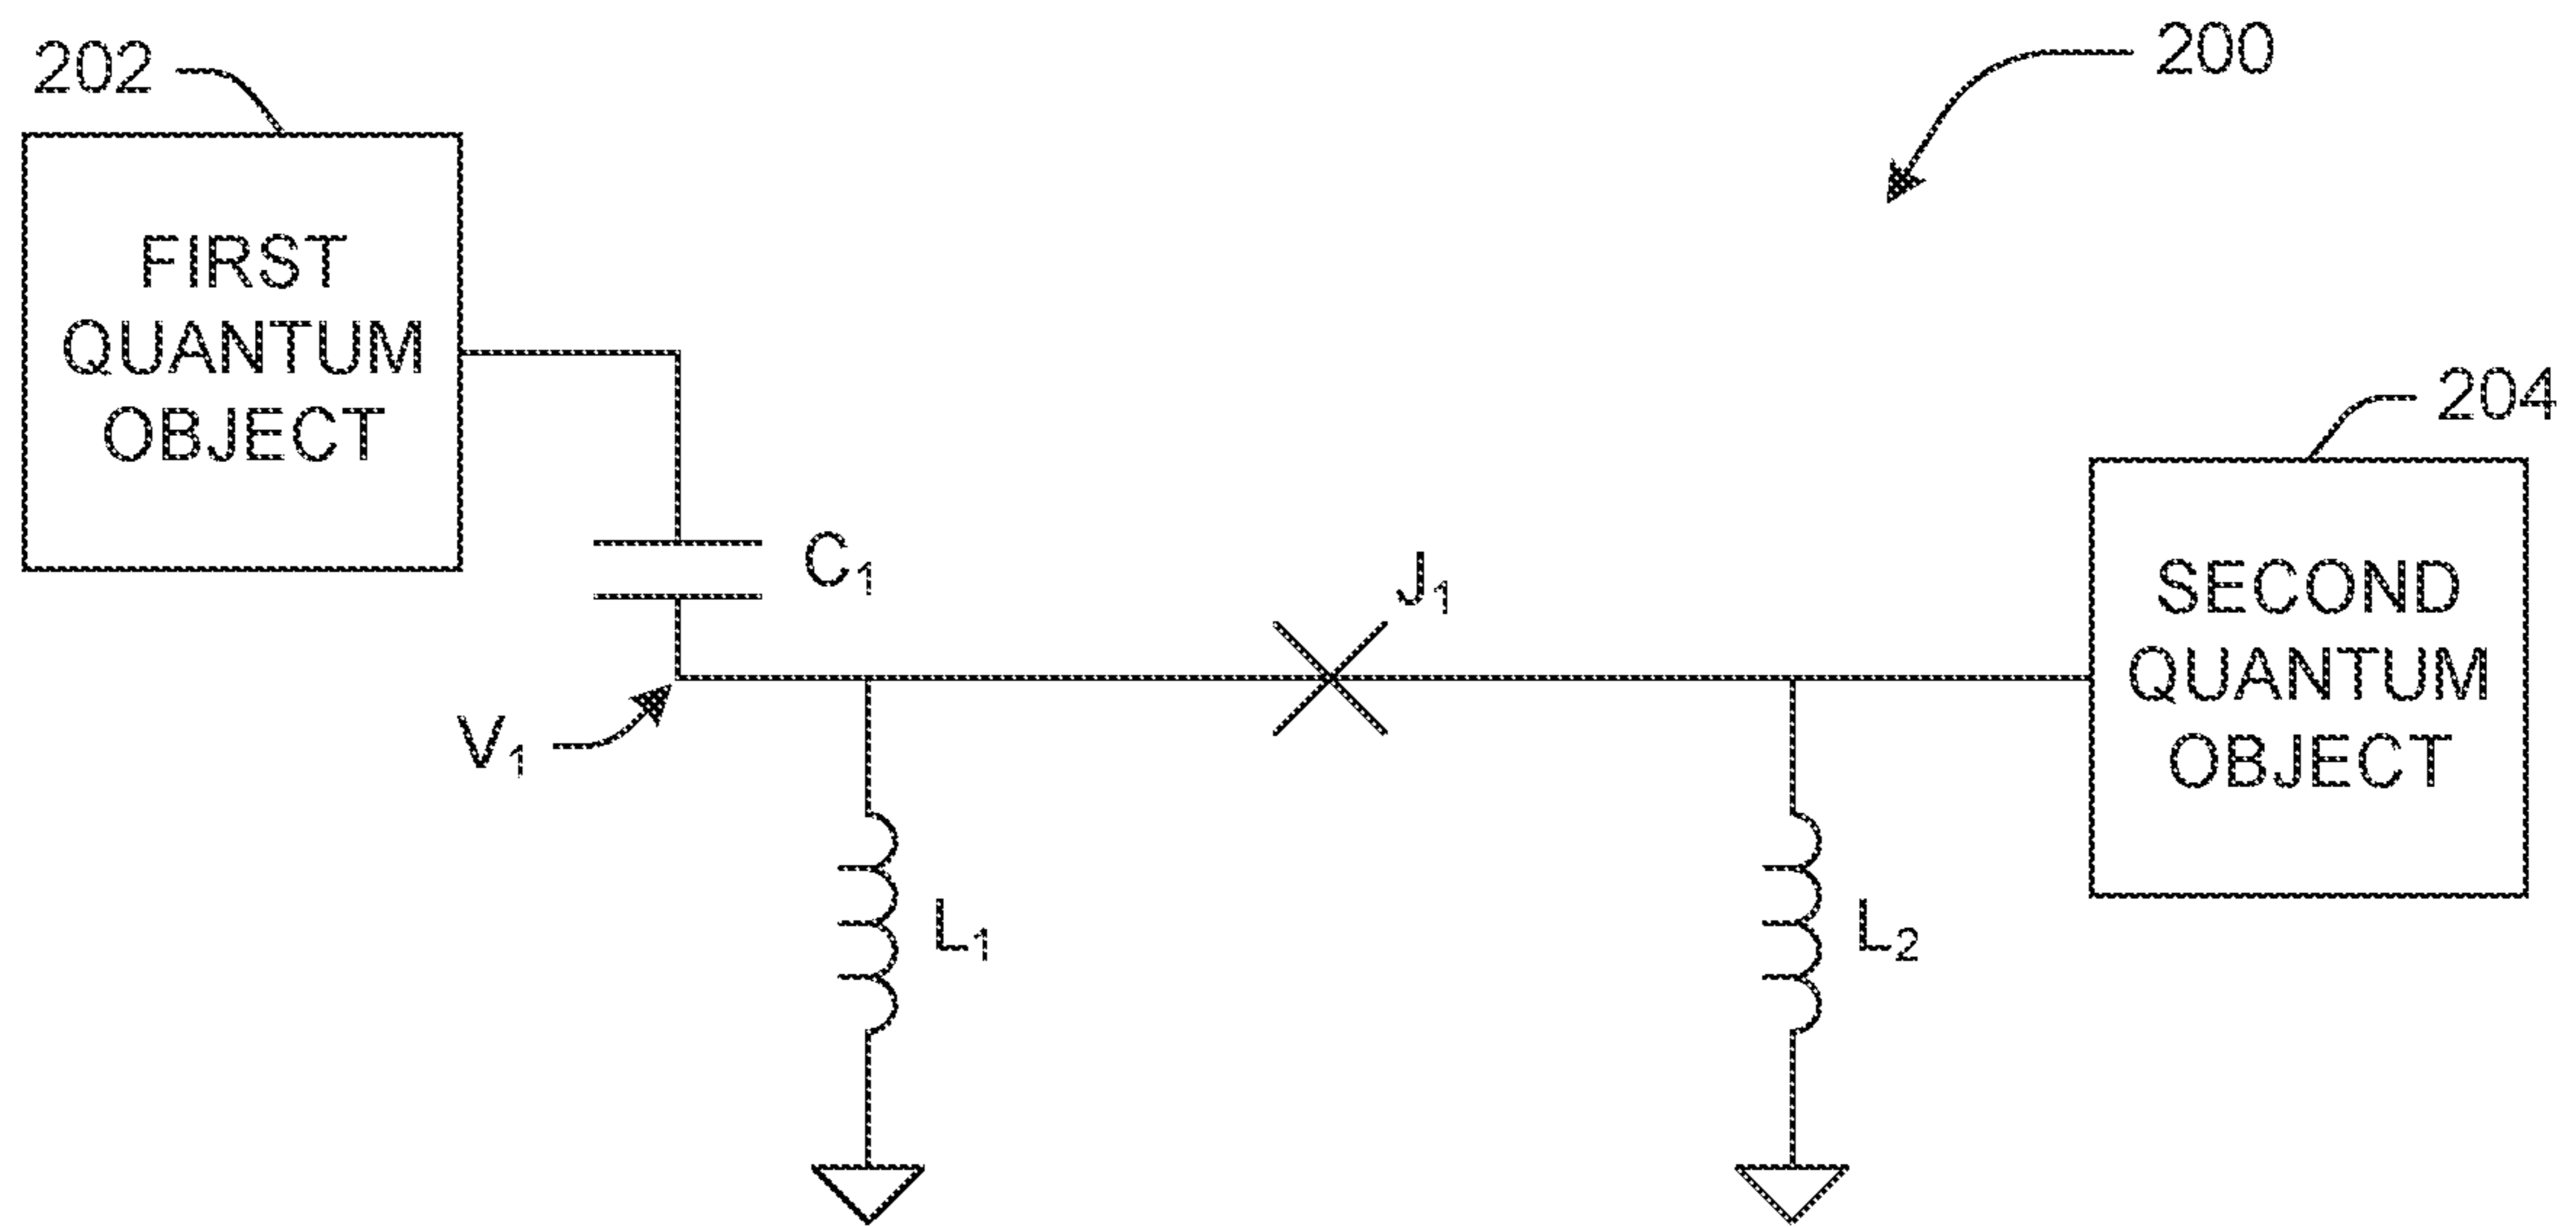 202
200
FIRST
QUANTUM
OBJECT
204
C₁
J₁
SECOND
QUANTUM
OBJECT
V₁
L₁
L₂